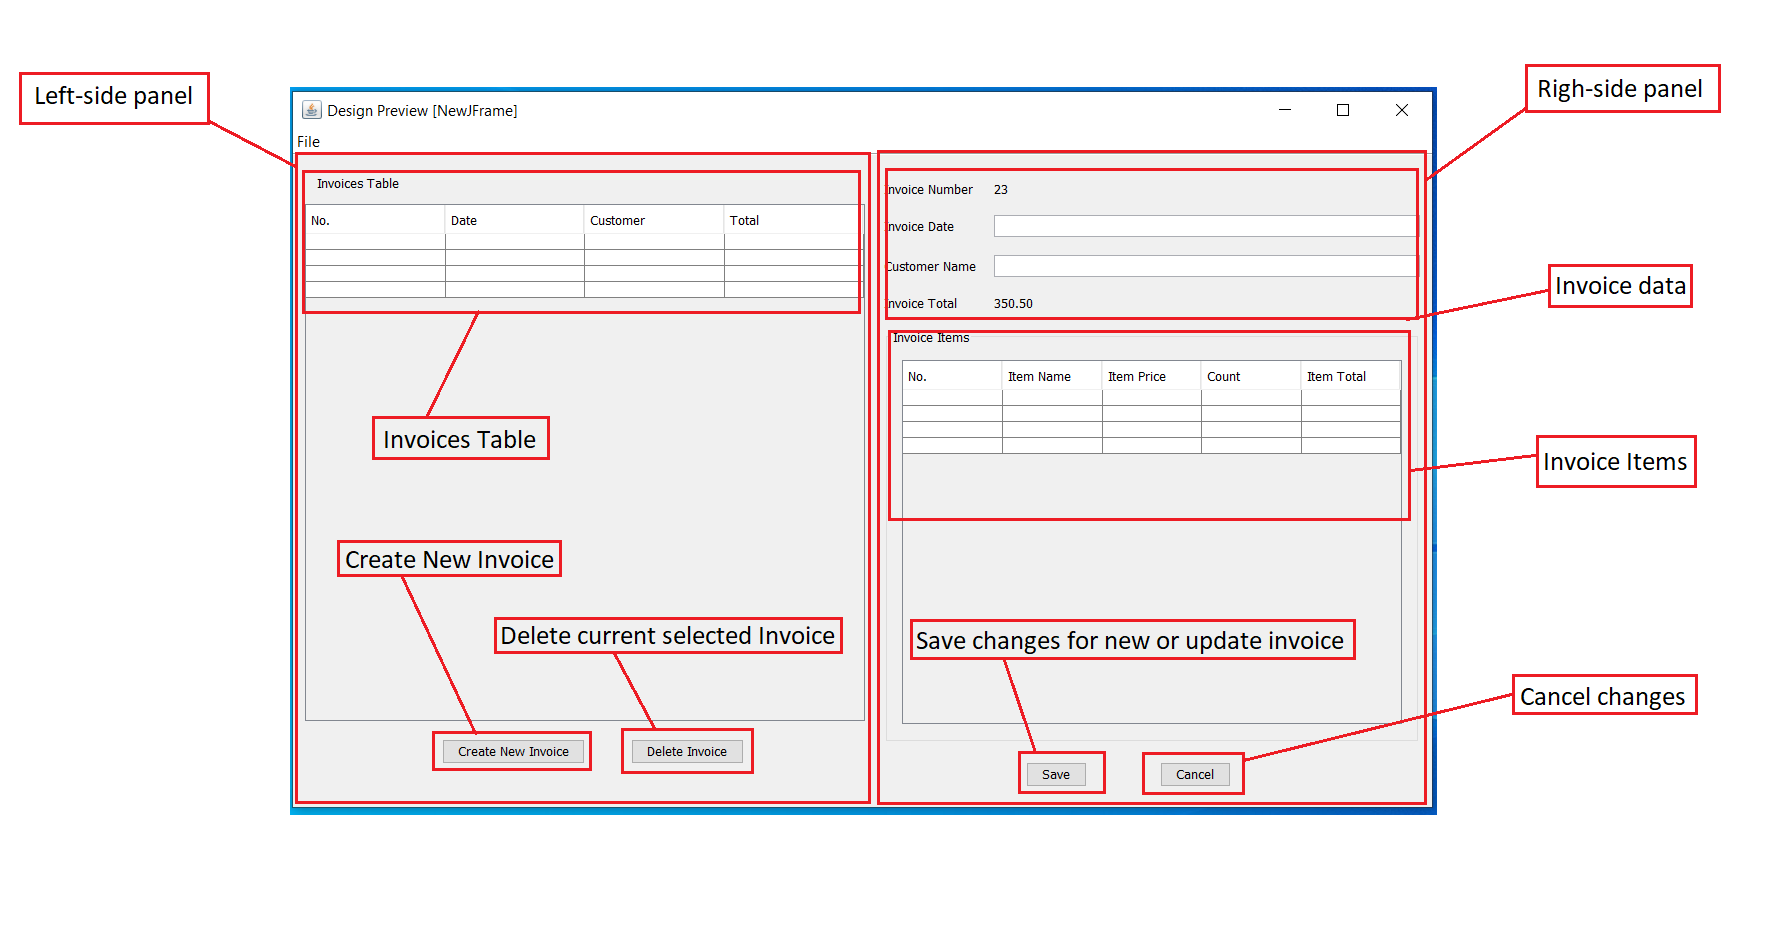 Left-side panel
Righ-side panel
Design Preview [NewJFrame]
File
Invoices Table
No. Date Customer Total
Invoices Table
Create New Invoice
Delete current selected Invoice
Create New Invoice Delete Invoice
nvoice Number 23
nvoice Date
Customer Name
nvoice Total 350.50
Invoice data
Invoice Items
No. Item Name Item Price Count Item Total
Invoice Items
Save changes for new or update invoice
Cancel changes
Save Cancel